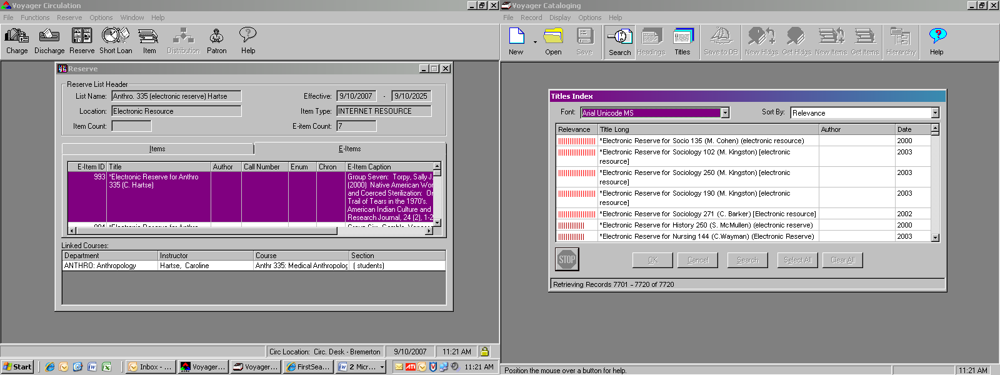 Voyager Circulation
File Functions Reserve Options Window Help
Charge Discharge Reserve Short Loan Item Distribution Patron Help
Reserve
Reserve List Header
List Name: Anthro. 335 (electronic reserve) Hartse Effective: 9/10/2007 - 9/10/2025
Location: Electronic Resource Item Type: INTERNET RESOURCE
Item Count: E-item Count: 7
Items E-Items
E-Item ID Title Author Call Number Enum Chron E-Item Caption
993 *Electronic Reserve for Anthro Group Seven: Torpy, Sally J.
335 (C. Hartse) (2000) Native American Wor
and Coerced Sterilization: Or
Trail of Tears in the 1970's.
American Indian Culture and
Research Journal, 24 (2), 1-2
994 *Electronic Reserve for Anthro
Linked Courses:
Department Instructor Course Section
ANTHRO: Anthropology Hartse, Caroline Anthr 335: Medical Anthropolog ( students)
Circ Location: Circ. Desk - Bremerton 9/10/2007 11:21 AM
Start Inbox - ... Voyager... Voyager... FirstSea... 2 Micr... ATI 11:21 AM
Voyager Cataloging
File Record Display Options Help
New Open Save Search Headings Titles Save to DB New Hldgs Get Hldgs New Items Get Items Hierarchy Help
Titles Index
Font: Arial Unicode MS Sort By: Relevance
Relevance Title Long Author Date
*Electronic Reserve for Socio 135 (M. Cohen) (electronic resource) 2000
*Electronic Reserve for Sociology 102 (M. Kingston) [electronic 2003
resource]
*Electronic Reserve for Sociology 250 (M. Kingston) [electronic 2003
resource]
*Electronic Reserve for Sociology 190 (M. Kingston) [electronic 2003
resource]
*Electronic Reserve for Sociology 271 (C. Barker) [Electronic resource] 2002
*Electronic Reserve for History 250 (S. McMullen) (electronic reserve) 2000
*Electronic Reserve for Nursing 144 (C.Wayman) (Electronic Reserve) 2003
STOP OK Cancel Search Select All Clear All
Retrieving Records 7701 - 7720 of 7720
Position the mouse over a button for help. 11:21 AM